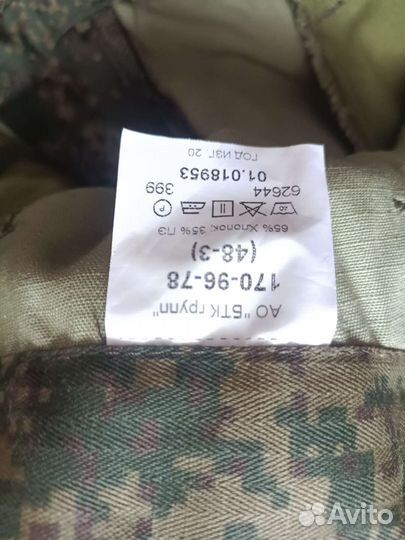 АО "БТК групп"
170-96-78
(48-3)
65% Хлопок, 35% ПЭ
40 P
62644 399
01.018953
ГОД ИЗГ. 20
Avito